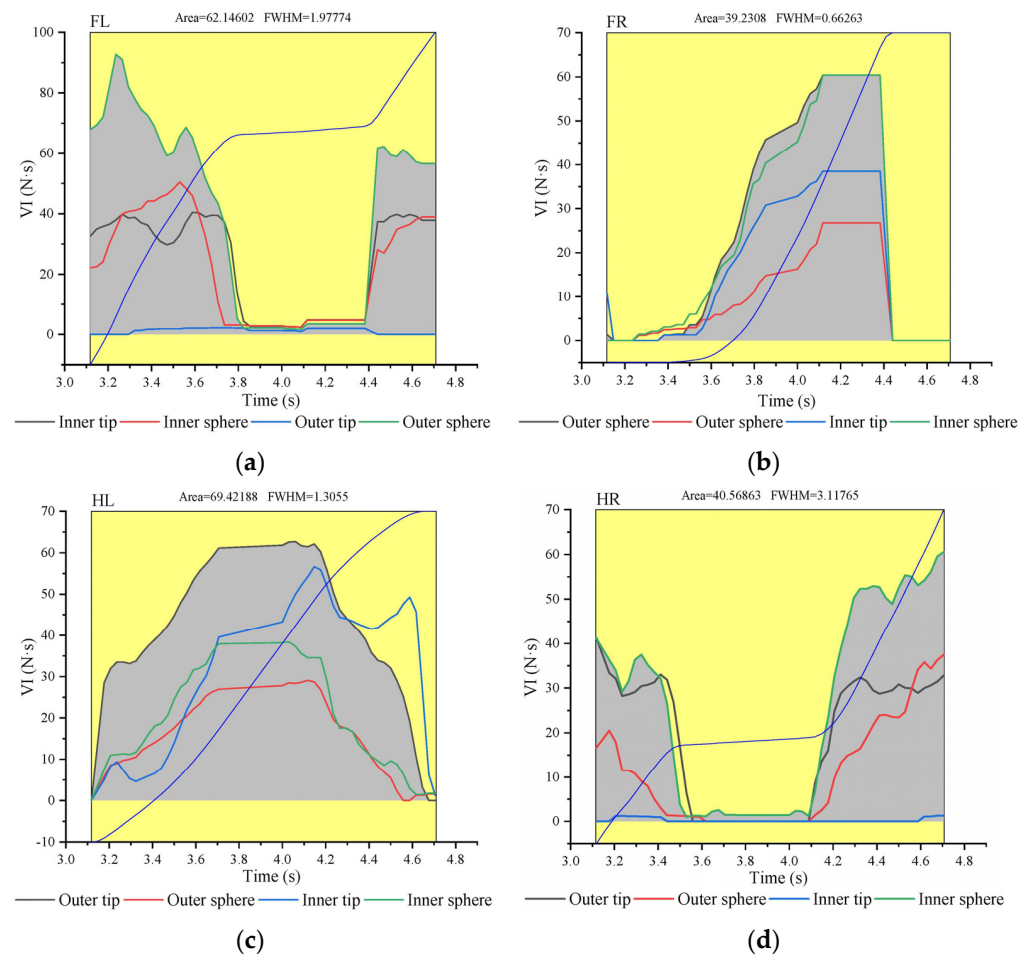 FL Area=62.14602 FWHM=1.97774
100
80
60
40
20
0
VI (N·s)
3.0 3.2 3.4 3.6 3.8 4.0 4.2 4.4 4.6 4.8
Time (s)
Inner tip Inner sphere Outer tip Outer sphere
(a)
FR Area=39.2308 FWHM=0.66263
70
60
50
40
30
20
10
0
VI (N·s)
3.0 3.2 3.4 3.6 3.8 4.0 4.2 4.4 4.6 4.8
Time (s)
Outer sphere Outer sphere Inner tip Inner sphere
(b)
HL Area=69.42188 FWHM=1.3055
70
60
50
40
30
20
10
0
-10
VI (N·s)
3.0 3.2 3.4 3.6 3.8 4.0 4.2 4.4 4.6 4.8
Time (s)
Outer tip Outer sphere Inner tip Inner sphere
(c)
HR Area=40.56863 FWHM=3.11765
70
60
50
40
30
20
10
0
VI (N·s)
3.0 3.2 3.4 3.6 3.8 4.0 4.2 4.4 4.6 4.8
Time (s)
Outer tip Outer sphere Inner tip Inner sphere
(d)